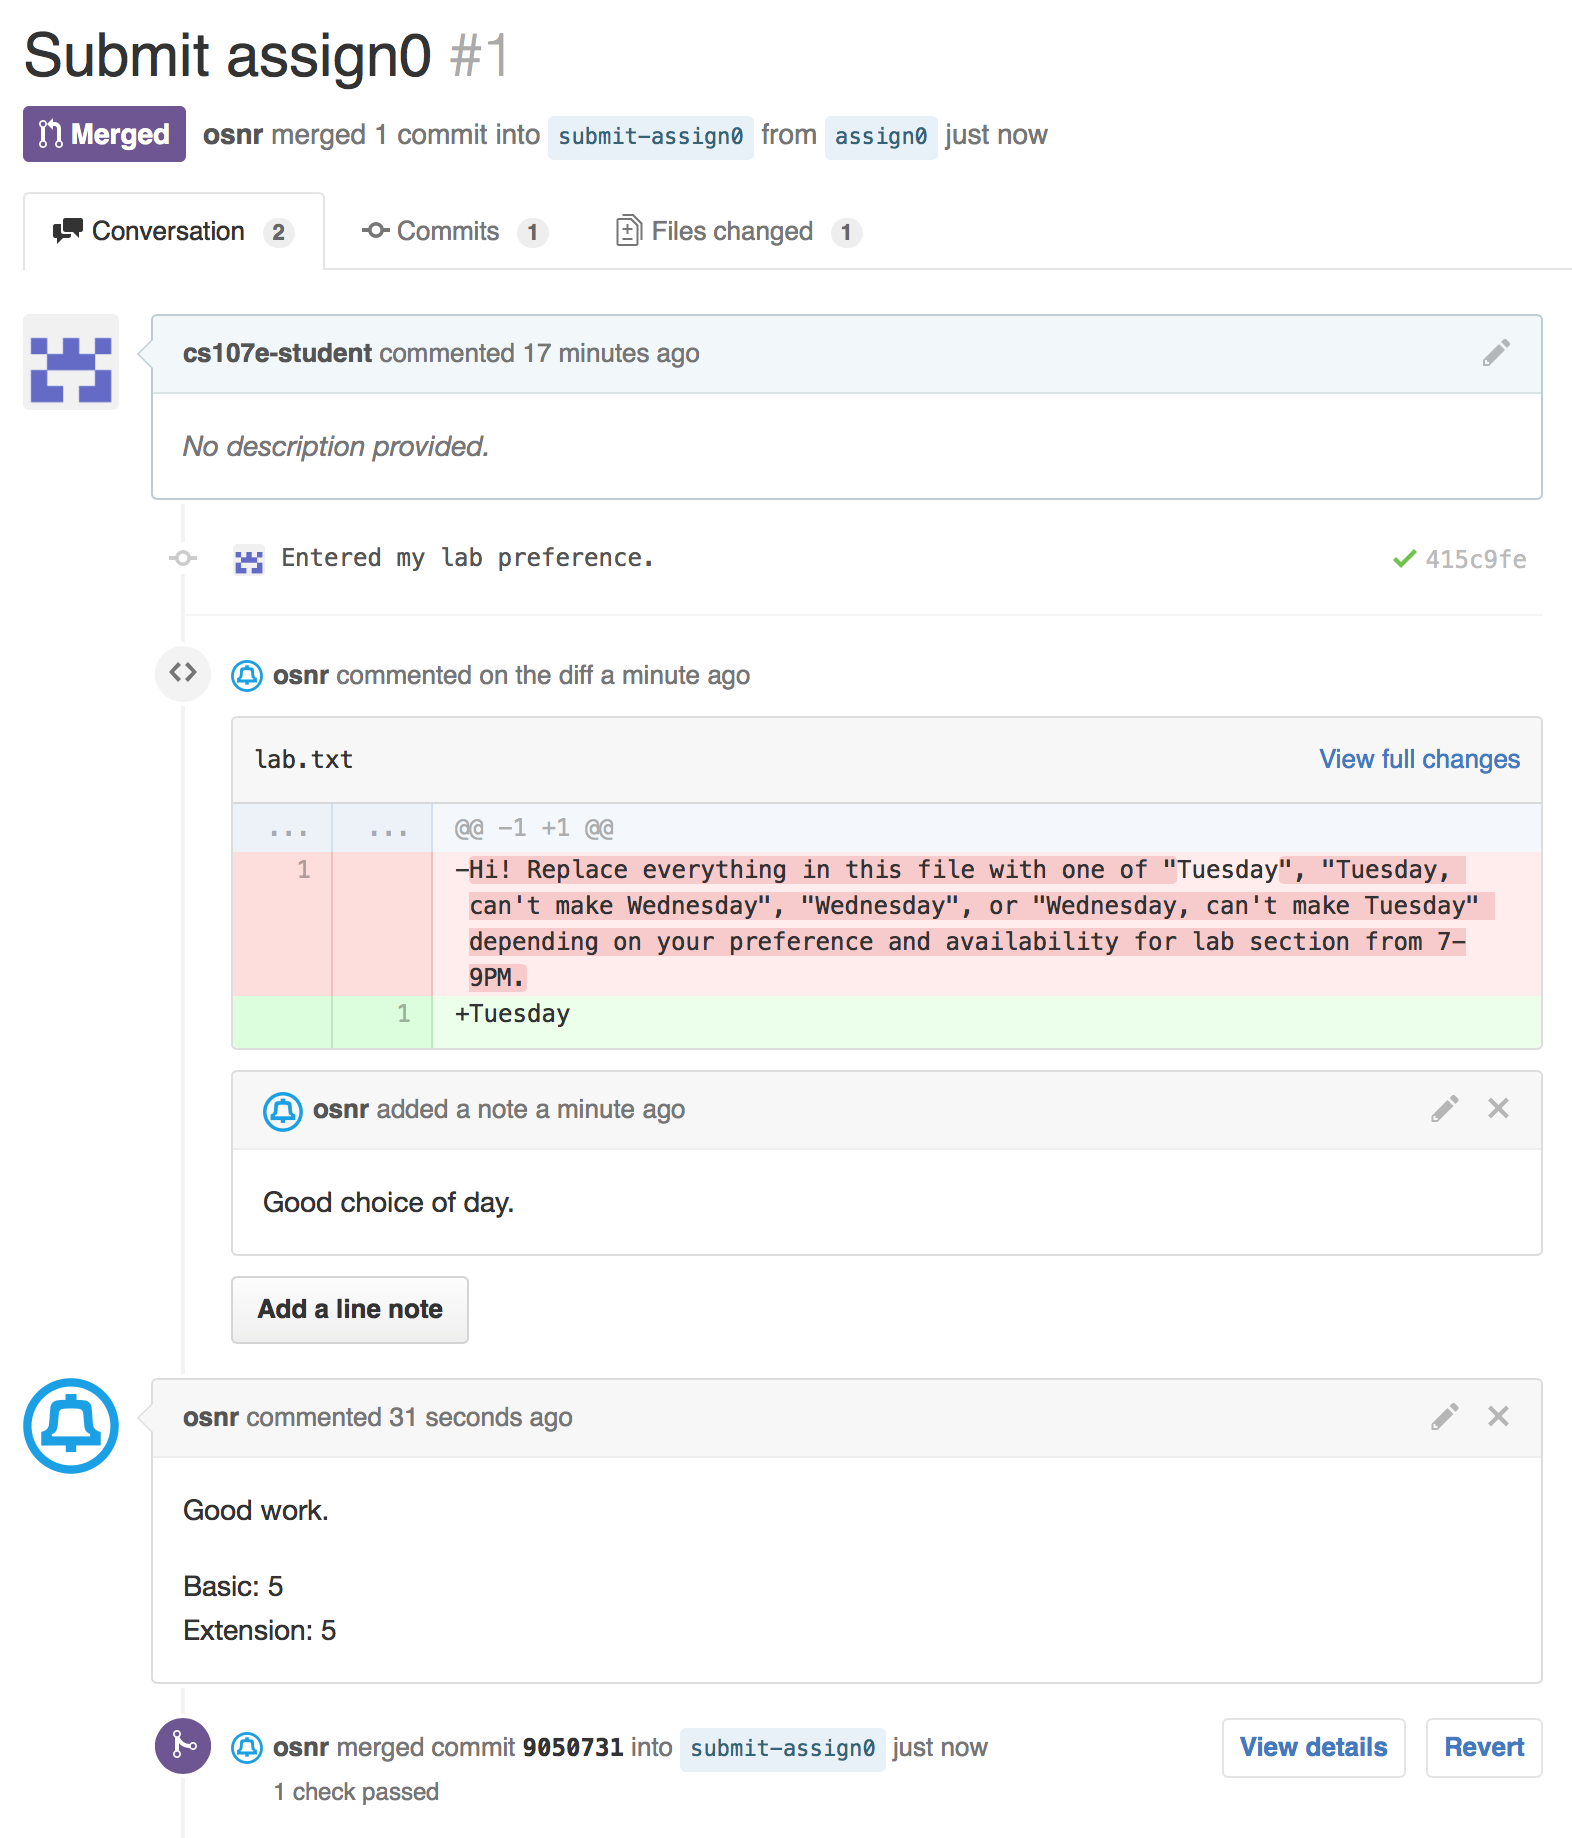 Submit assign0 #1
Merged osnr merged 1 commit into submit-assign0 from assign0 just now
Conversation 2 Commits 1 Files changed 1
cs107e-student commented 17 minutes ago
No description provided.
Entered my lab preference. 415c9fe
osnr commented on the diff a minute ago
lab.txt View full changes
... ... @@ -1 +1 @@
1 -Hi! Replace everything in this file with one of "Tuesday", "Tuesday,
can't make Wednesday", "Wednesday", or "Wednesday, can't make Tuesday"
depending on your preference and availability for lab section from 7-
9PM.
1 +Tuesday
osnr added a note a minute ago
Good choice of day.
Add a line note
osnr commented 31 seconds ago
Good work.
Basic: 5
Extension: 5
osnr merged commit 9050731 into submit-assign0 just now View details Revert
1 check passed